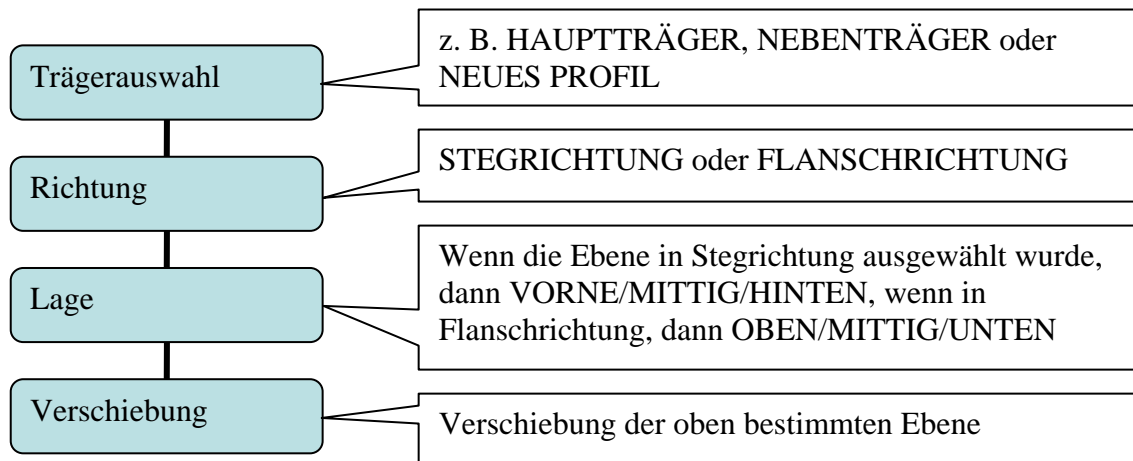 Trägerauswahl
z. B. HAUPTTRÄGER, NEBENTRÄGER oder
NEUES PROFIL
Richtung
STEGRICHTUNG oder FLANSCHRICHTUNG
Lage
Wenn die Ebene in Stegrichtung ausgewählt wurde,
dann VORNE/MITTIG/HINTEN, wenn in
Flanschrichtung, dann OBEN/MITTIG/UNTEN
Verschiebung
Verschiebung der oben bestimmten Ebene